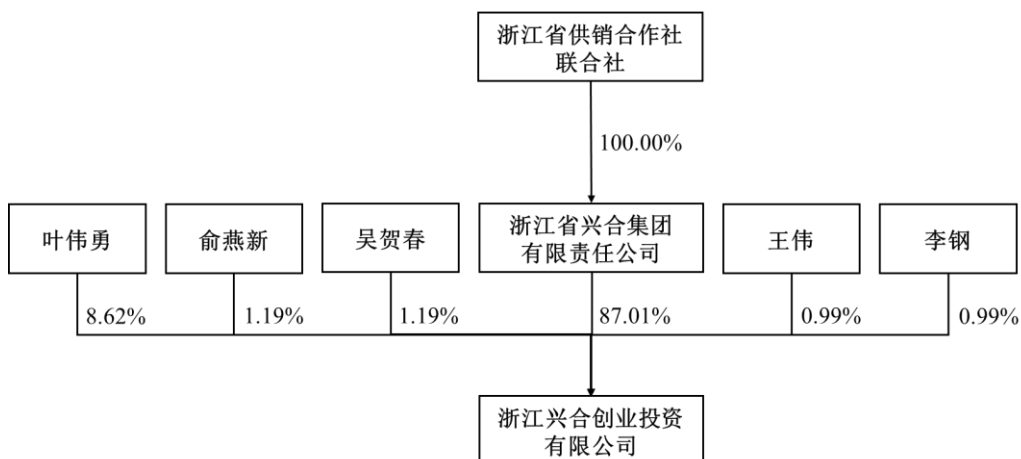 浙江省供销合作社
联合社
100.00%
叶伟勇
俞燕新
吴贺春
浙江省兴合集团
有限责任公司
王伟
李钢
8.62%
1.19%
1.19%
87.01%
0.99%
0.99%
浙江兴合创业投资
有限公司